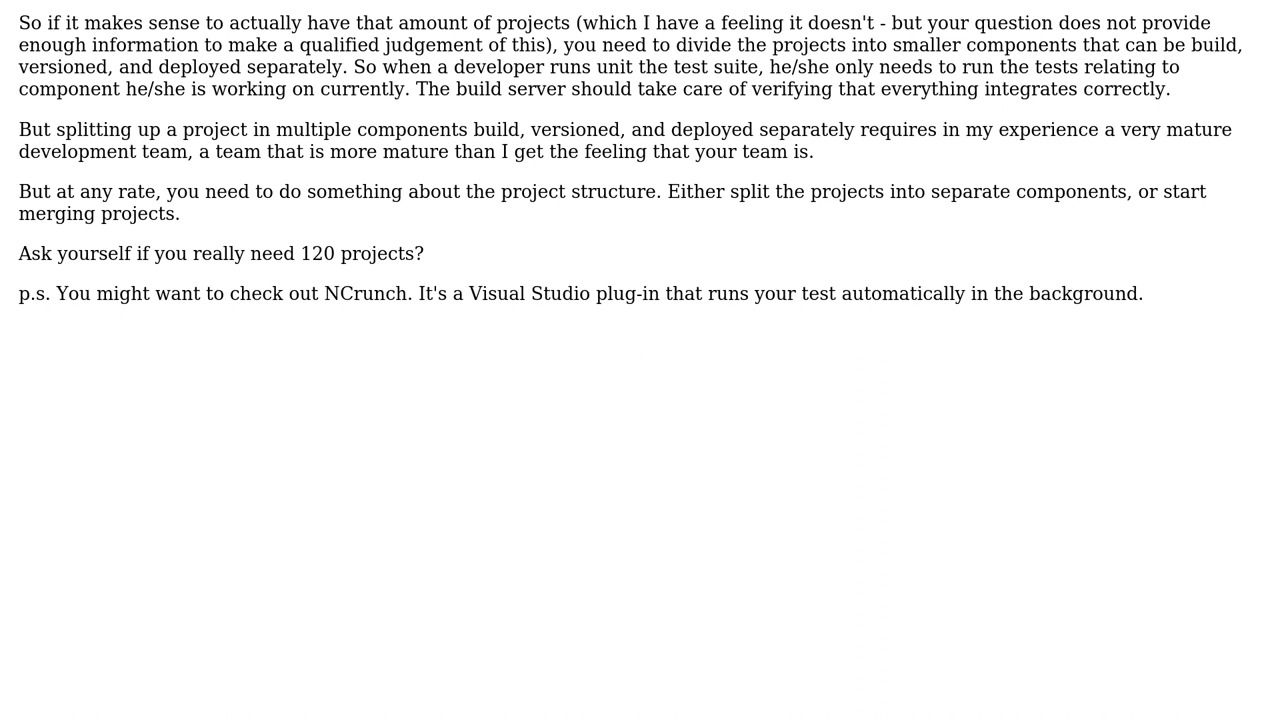 So if it makes sense to actually have that amount of projects (which I have a feeling it doesn't - but your question does not provide
enough information to make a qualified judgement of this), you need to divide the projects into smaller components that can be build,
versioned, and deployed separately. So when a developer runs unit the test suite, he/she only needs to run the tests relating to
component he/she is working on currently. The build server should take care of verifying that everything integrates correctly.
But splitting up a project in multiple components build, versioned, and deployed separately requires in my experience a very mature
development team, a team that is more mature than I get the feeling that your team is.
But at any rate, you need to do something about the project structure. Either split the projects into separate components, or start
merging projects.
Ask yourself if you really need 120 projects?
p.s. You might want to check out NCrunch. It's a Visual Studio plug-in that runs your test automatically in the background.